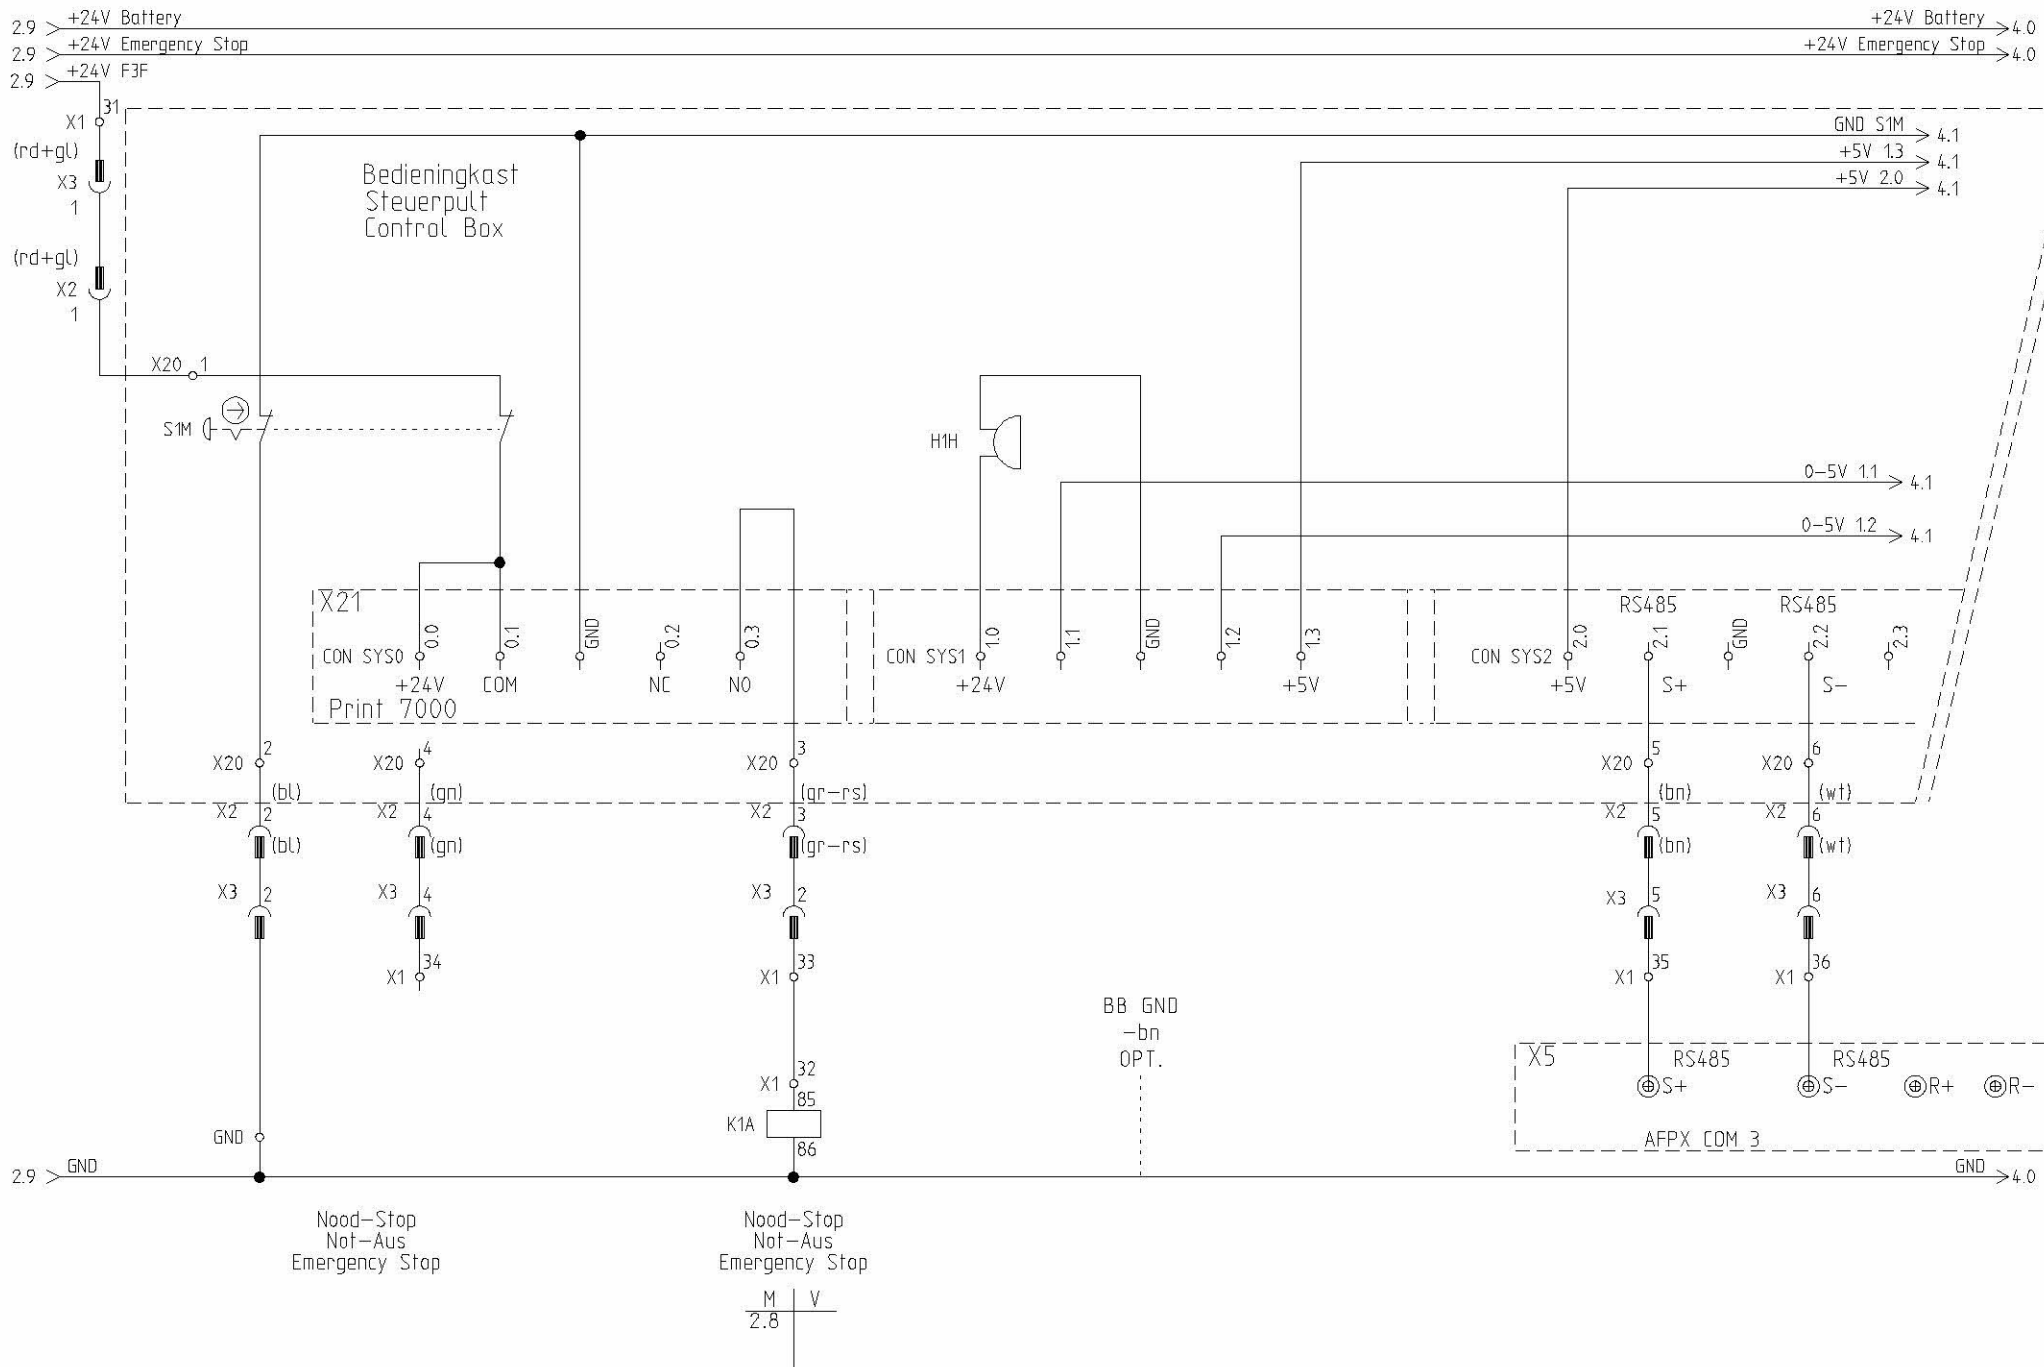 2.9 +24V Battery +24V Battery 4.0
2.9 +24V Emergency Stop +24V Emergency Stop 4.0
2.9 +24V F3F
31
X1
GND S1M 4.1
(rd+gl)
+5V 1.3 4.1
X3
+5V 2.0 4.1
1
Bedieningkast
Steuerpult
Control Box
(rd+gl)
X2
1
X20 1
S1M
H1H
0-5V 1.1 4.1
0-5V 1.2 4.1
X21
RS485 RS485
0.0 0.1 GND 0.2 0.3 1.0 1.1 GND 1.2 1.3 2.0 2.1 GND 2.2 2.3
CON SYS0 CON SYS1 CON SYS2
+24V COM NC NO +24V +5V +5V S+ S-
Print 7000
2 4 3 5 6
X20 X20 X20 X20 X20
(bl) (gn) (gr-rs) (bn) (wt)
X2 X2 X2 X2 X2
2 4 3 5 6
(bl) (gn) (gr-rs) (bn) (wt)
X3 2 X3 4 X3 2 X3 5 X3 6
34 33 35 36
X1 X1 X1 X1
BB GND
-bn
OPT.
X5 RS485 RS485
32
X1
85
S+ S- R+ R-
K1A
GND
86
AFPX COM 3
2.9 GND GND 4.0
Nood-Stop
Not-Aus
Emergency Stop
Nood-Stop
Not-Aus
Emergency Stop
M V
2.8